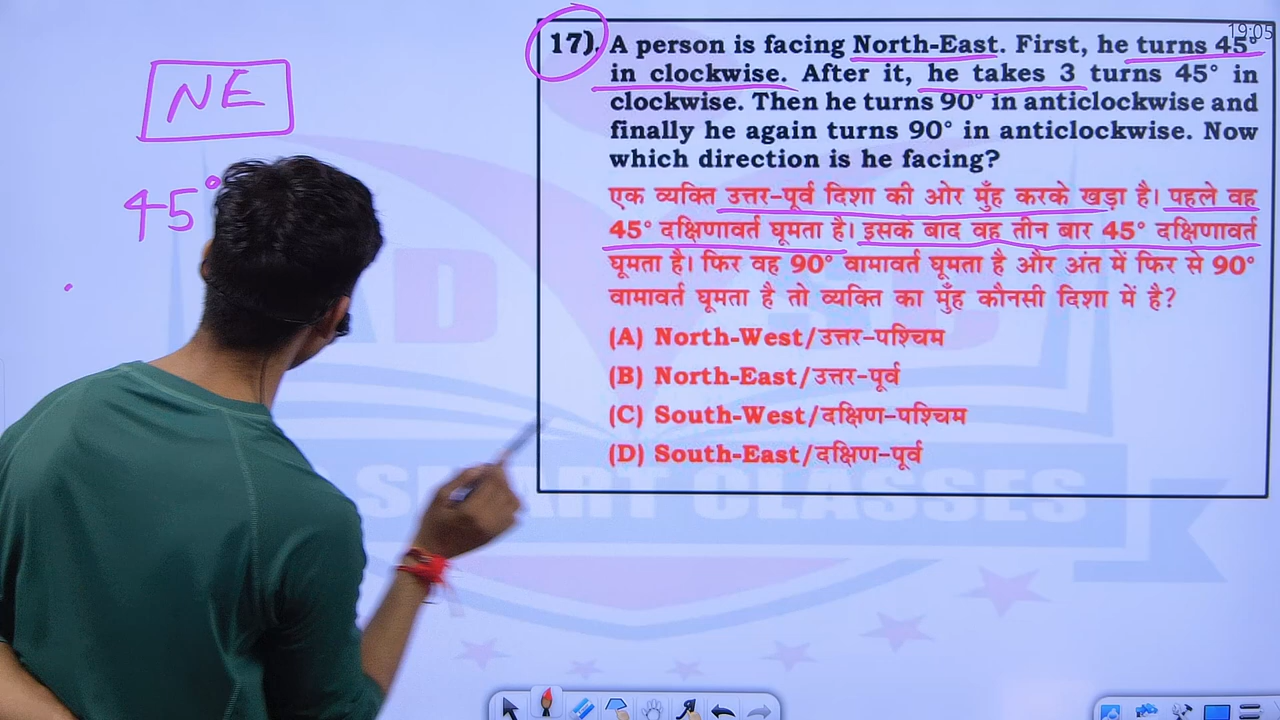 19:05
17). A person is facing North-East. First, he turns 45°
in clockwise. After it, he takes 3 turns 45° in
clockwise. Then he turns 90° in anticlockwise and
finally he again turns 90° in anticlockwise. Now
which direction is he facing?
एक व्यक्ति उत्तर-पूर्व दिशा की ओर मुँह करके खड़ा है। पहले वह
45° दक्षिणावर्त घूमता है। इसके बाद वह तीन बार 45° दक्षिणावर्त
घूमता है। फिर वह 90° वामावर्त घूमता है और अंत में फिर से 90°
वामावर्त घूमता है तो व्यक्ति का मुँह कौनसी दिशा में है?
(A) North-West/उत्तर-पश्चिम
(B) North-East/उत्तर-पूर्व
(C) South-West/दक्षिण-पश्चिम
(D) South-East/दक्षिण-पूर्व
NE
45°
CLASSES